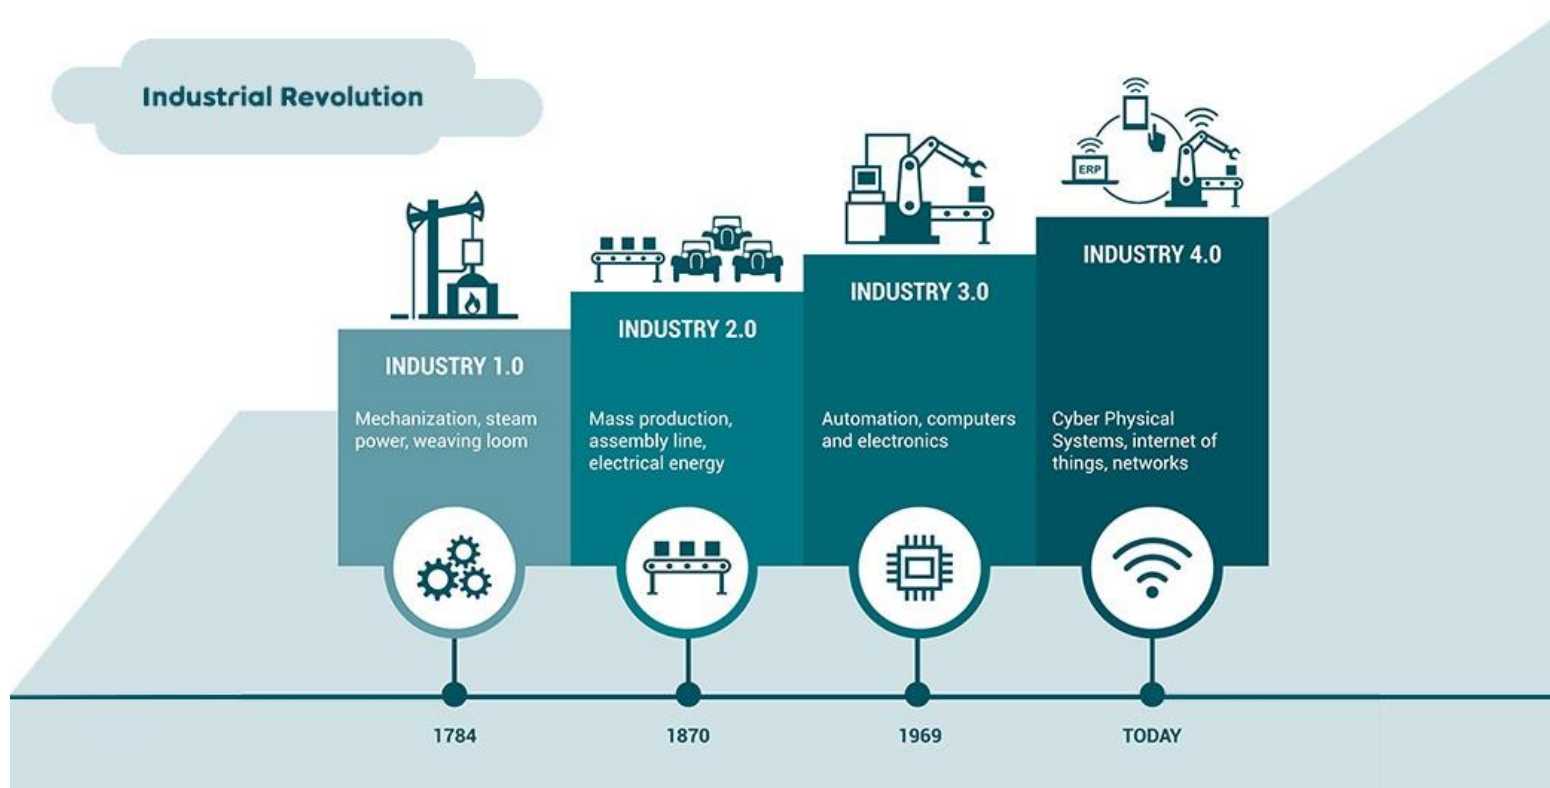 Industrial Revolution
ERP
INDUSTRY 4.0
INDUSTRY 3.0
INDUSTRY 2.0
INDUSTRY 1.0
Mechanization, steam
power, weaving loom
Mass production,
assembly line,
electrical energy
Automation, computers
and electronics
Cyber Physical
Systems, internet of
things, networks
1784
1870
1969
TODAY